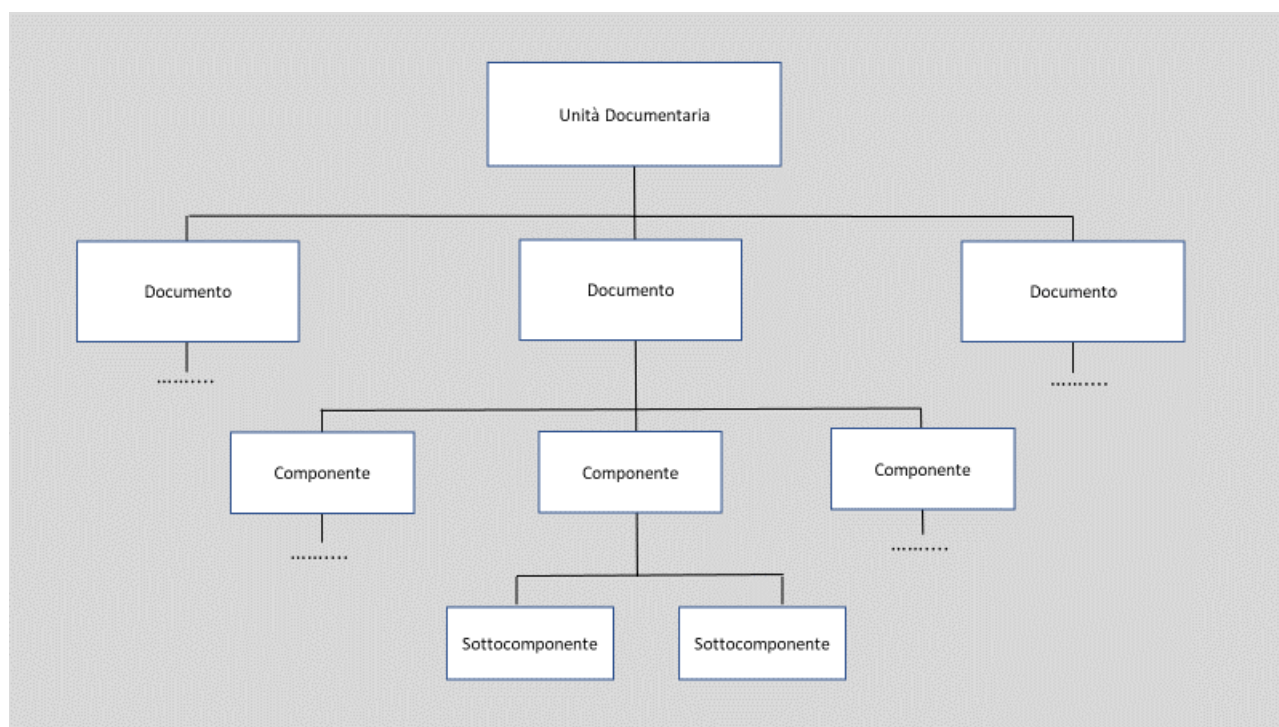 Unità Documentaria
Documento
Documento
Documento
..........
..........
Componente
Componente
Componente
..........
..........
Sottocomponente
Sottocomponente